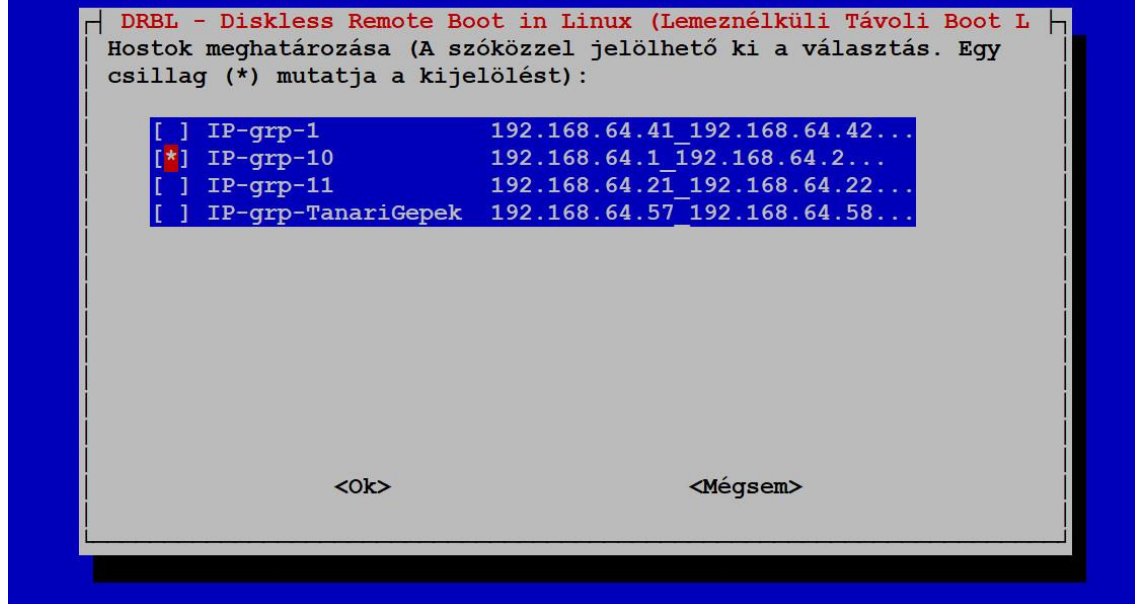 DRBL - Diskless Remote Boot in Linux (Lemeznélküli Távoli Boot L
Hostok meghatározása (A szóközzel jelölhető ki a választás. Egy
csillag (*) mutatja a kijelölést):
[ ] IP-grp-1 192.168.64.41_192.168.64.42...
[*] IP-grp-10 192.168.64.1_192.168.64.2...
[ ] IP-grp-11 192.168.64.21_192.168.64.22...
[ ] IP-grp-TanariGepek 192.168.64.57_192.168.64.58...
<Ok> <Mégsem>